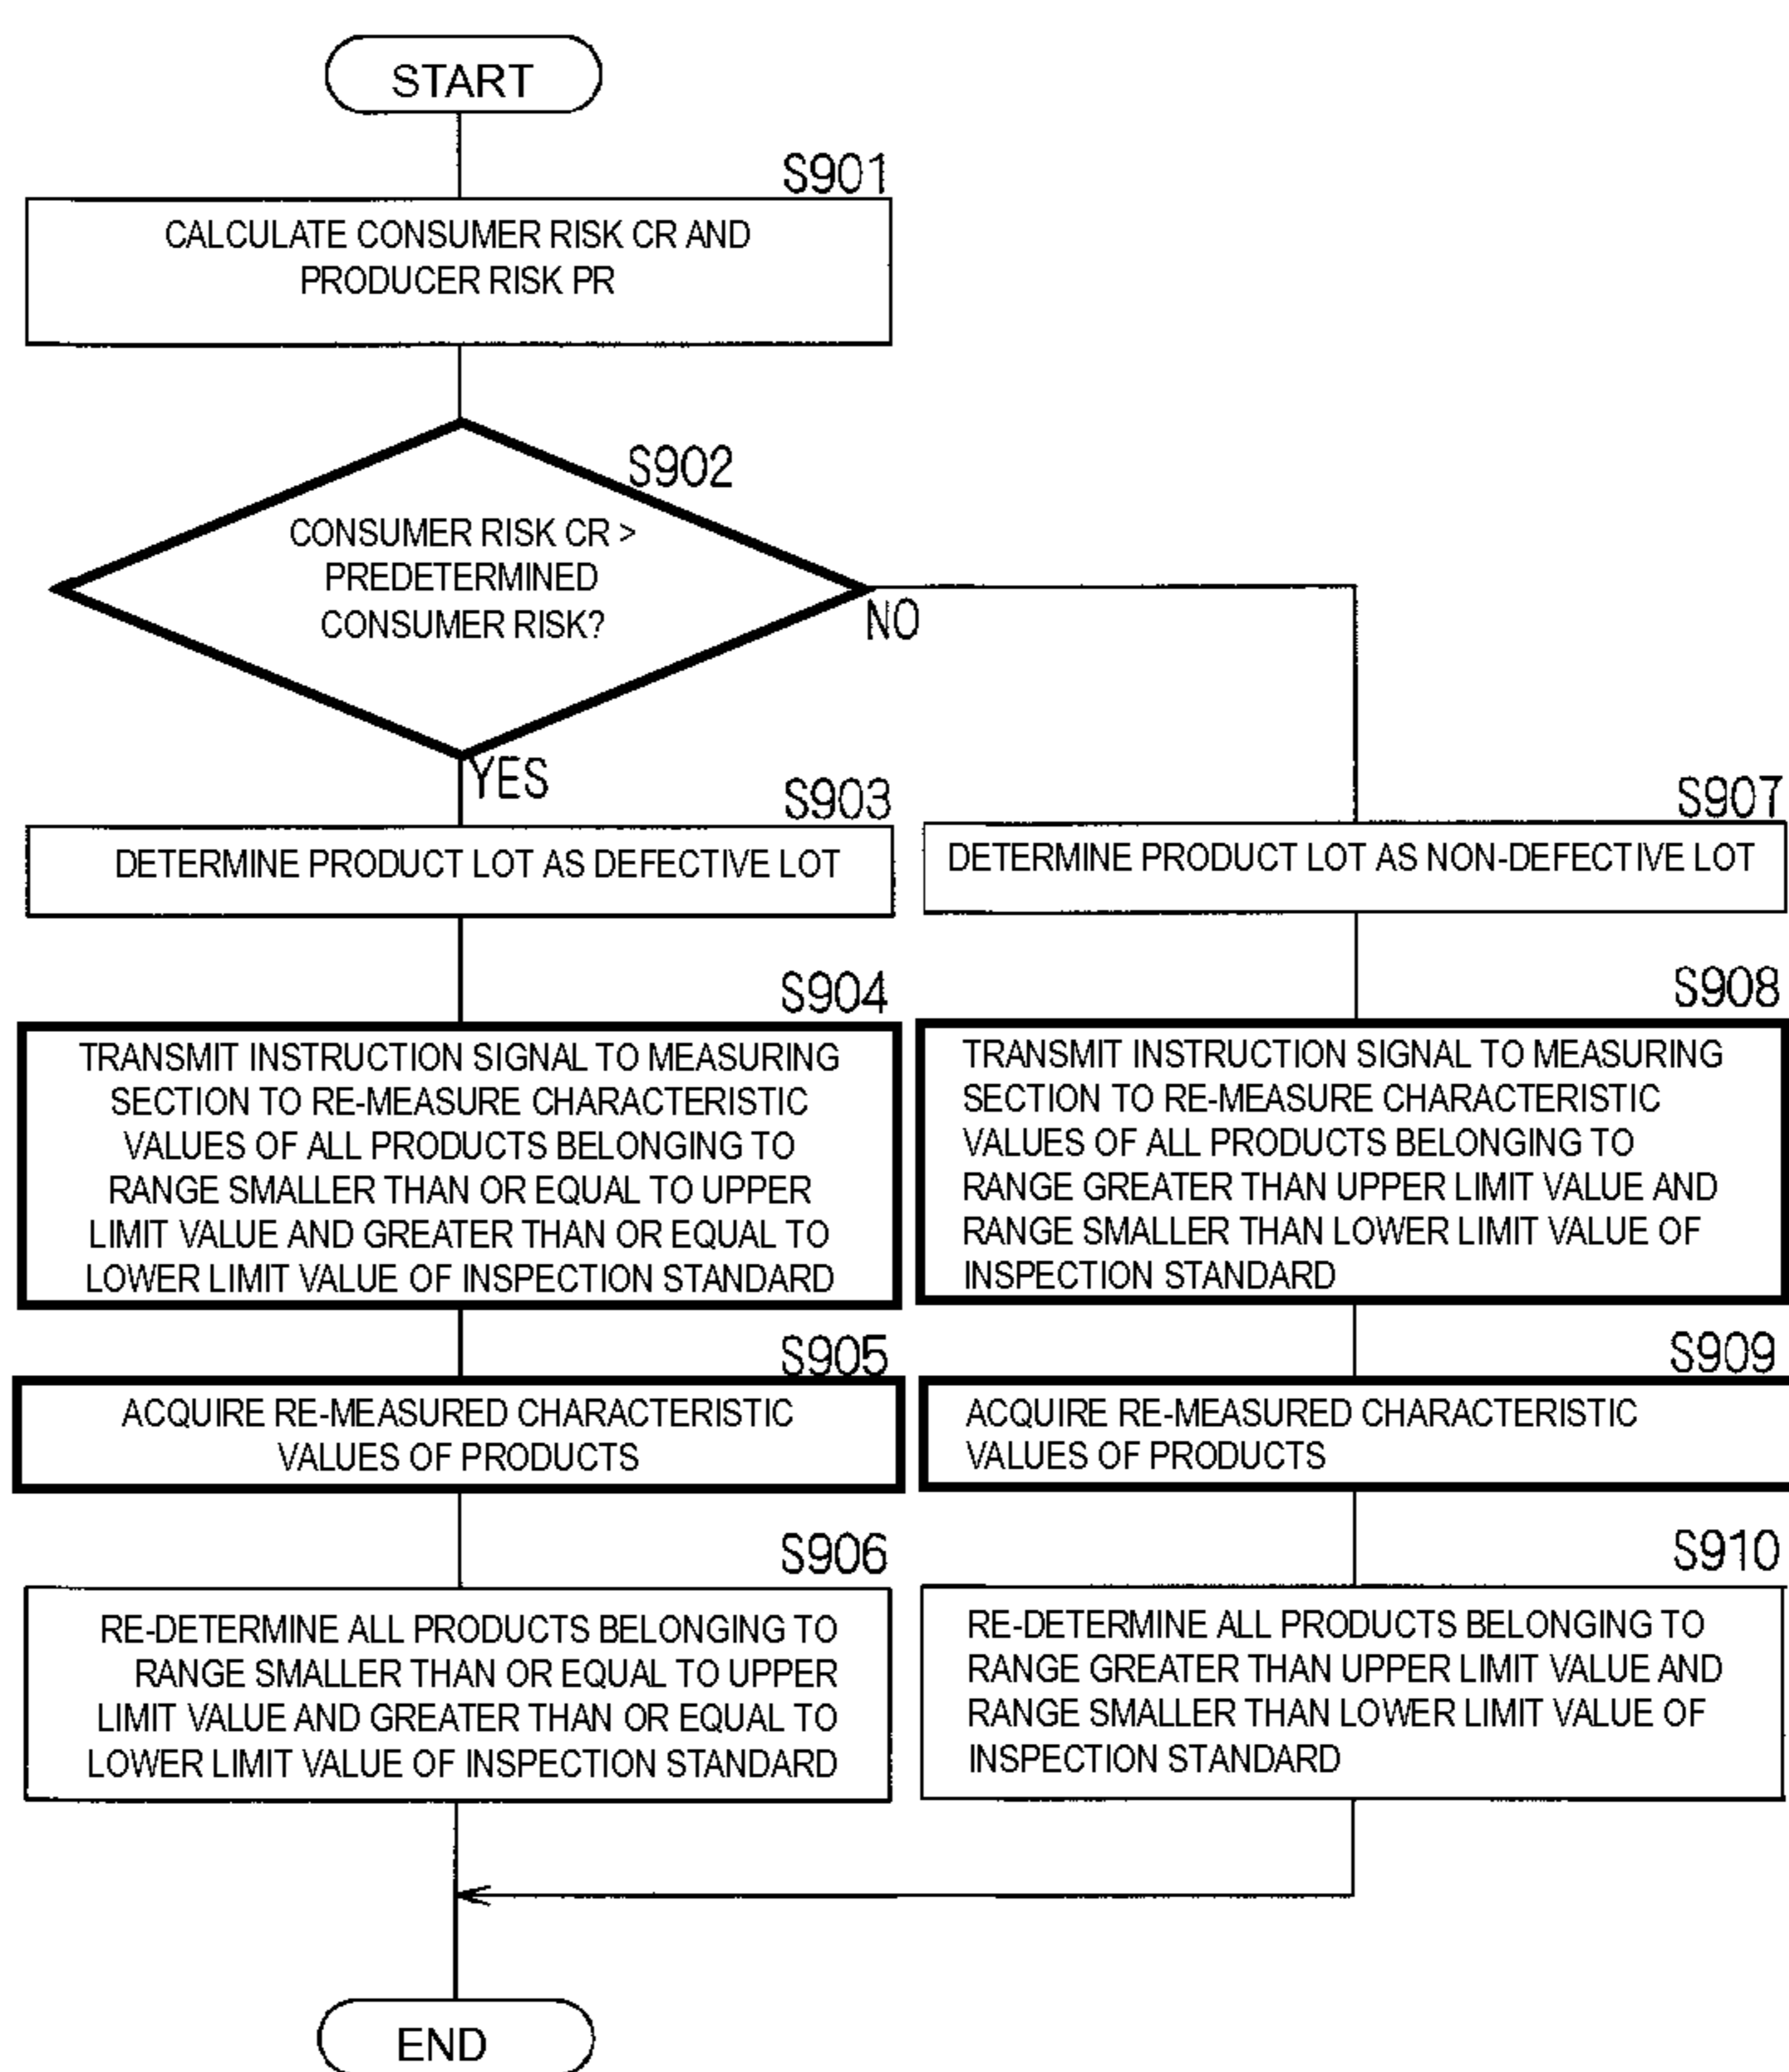 START
S901
CALCULATE CONSUMER RISK CR AND
PRODUCER RISK PR
S902
CONSUMER RISK CR >
PREDETERMINED
CONSUMER RISK?
NO
YES
S903
DETERMINE PRODUCT LOT AS DEFECTIVE LOT
S904
TRANSMIT INSTRUCTION SIGNAL TO MEASURING
SECTION TO RE-MEASURE CHARACTERISTIC
VALUES OF ALL PRODUCTS BELONGING TO
RANGE SMALLER THAN OR EQUAL TO UPPER
LIMIT VALUE AND GREATER THAN OR EQUAL TO
LOWER LIMIT VALUE OF INSPECTION STANDARD
S905
ACQUIRE RE-MEASURED CHARACTERISTIC
VALUES OF PRODUCTS
S906
RE-DETERMINE ALL PRODUCTS BELONGING TO
RANGE SMALLER THAN OR EQUAL TO UPPER
LIMIT VALUE AND GREATER THAN OR EQUAL TO
LOWER LIMIT VALUE OF INSPECTION STANDARD
S907
DETERMINE PRODUCT LOT AS NON-DEFECTIVE LOT
S908
TRANSMIT INSTRUCTION SIGNAL TO MEASURING
SECTION TO RE-MEASURE CHARACTERISTIC
VALUES OF ALL PRODUCTS BELONGING TO
RANGE GREATER THAN UPPER LIMIT VALUE AND
RANGE SMALLER THAN LOWER LIMIT VALUE OF
INSPECTION STANDARD
S909
ACQUIRE RE-MEASURED CHARACTERISTIC
VALUES OF PRODUCTS
S910
RE-DETERMINE ALL PRODUCTS BELONGING TO
RANGE GREATER THAN UPPER LIMIT VALUE AND
RANGE SMALLER THAN LOWER LIMIT VALUE OF
INSPECTION STANDARD
END